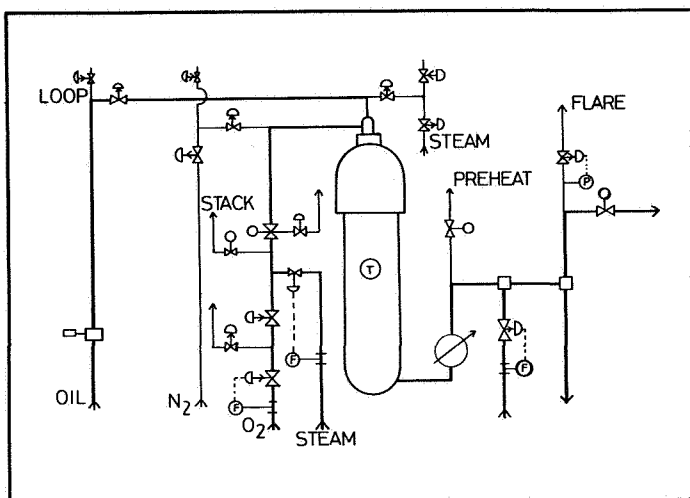 LOOP
FLARE
STEAM
PREHEAT
STACK
T
P
F
F
F
OIL
N2
O2
STEAM